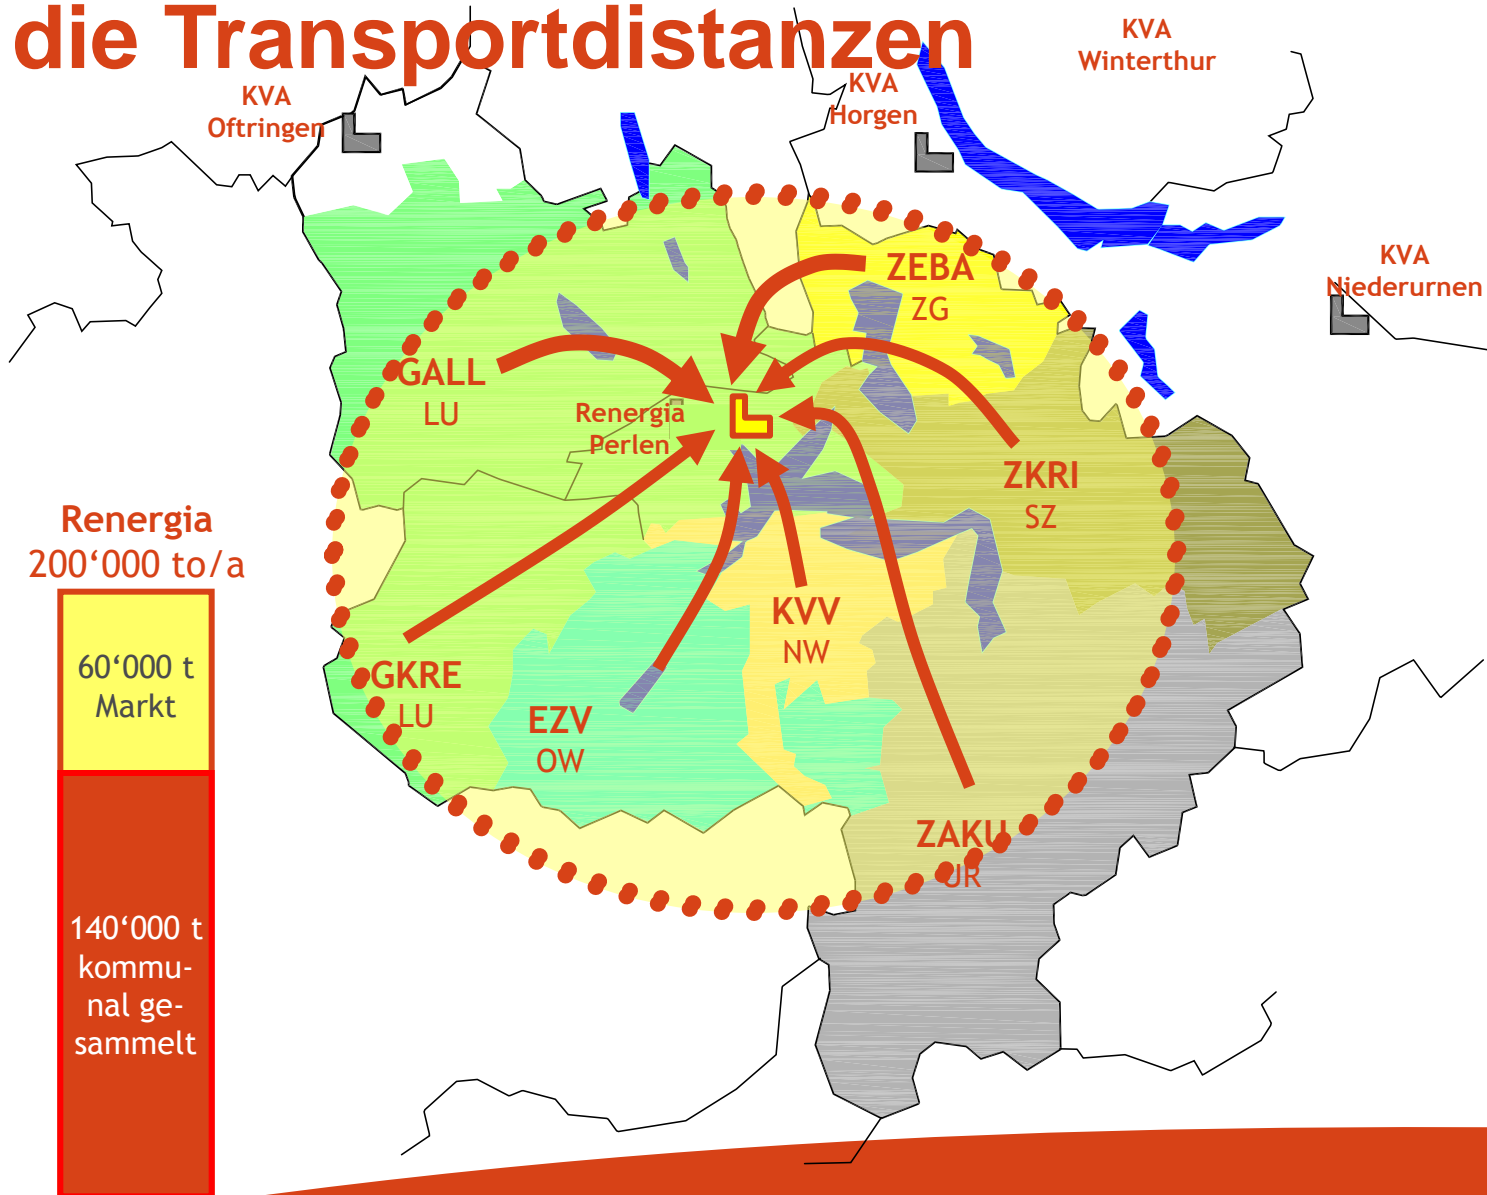 die Transportdistanzen
KVA
Winterthur
KVA
Horgen
KVA
Oftringen
KVA
Niederurnen
ZEBA
ZG
GALL
LU
Renergia
Perlen
ZKRI
SZ
Renergia
200‘000 to/a
60‘000 t
Markt
140‘000 t
kommu-
nal ge-
sammelt
KVV
NW
GKRE
LU
EZV
OW
ZAKU
UR